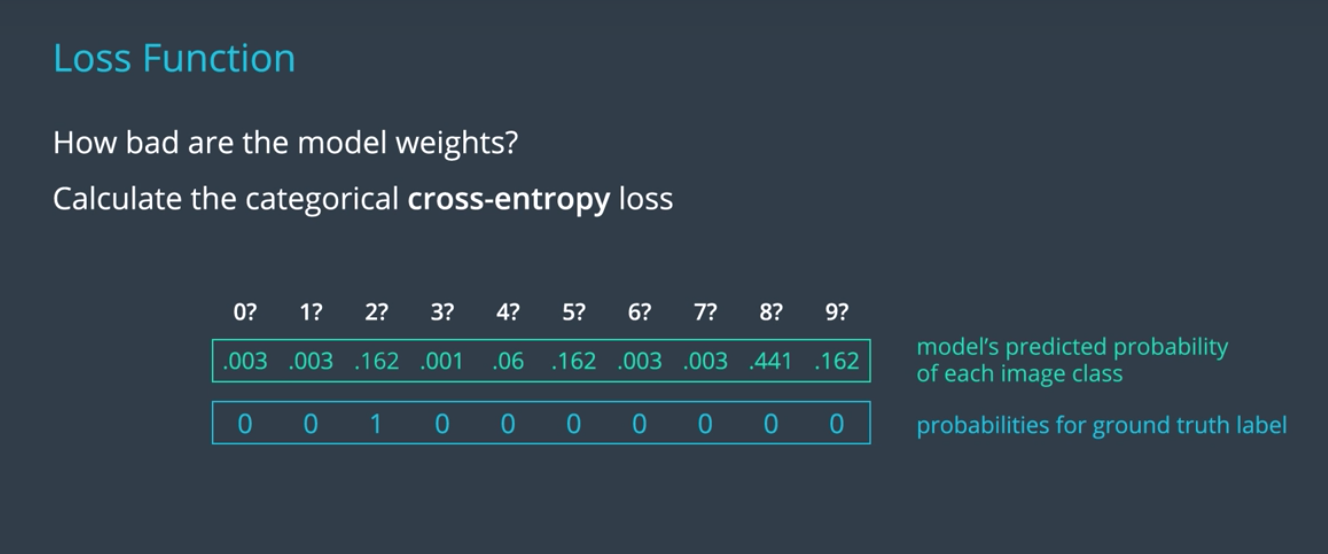 Loss Function
How bad are the model weights?
Calculate the categorical cross-entropy loss
0? 1? 2? 3? 4? 5? 6? 7? 8? 9?
.003 .003 .162 .001 .06 .162 .003 .003 .441 .162
model's predicted probability
of each image class
0 0 1 0 0 0 0 0 0 0
probabilities for ground truth label